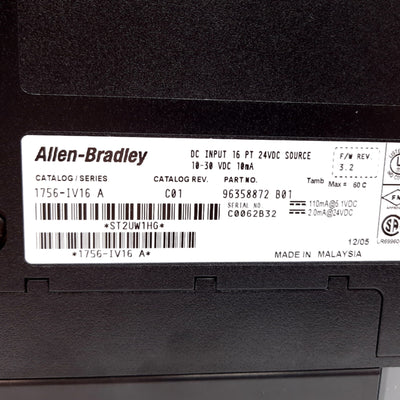 Allen-Bradley
DC INPUT 16 PT 24VDC SOURCE
10-30 VDC 10mA
F/W REV.
3.2
CATALOG/SERIES CATALOG REV. PART NO. Tamb Max = 60 C
1756-IV16 A C01 96358872 B01
SERIAL NO.
C0062B32
110mA@5.1VDC
2.0mA@24VDC
*ST2UW1HG*
12/05
*1756-IV16 A*
MADE IN MALAYSIA